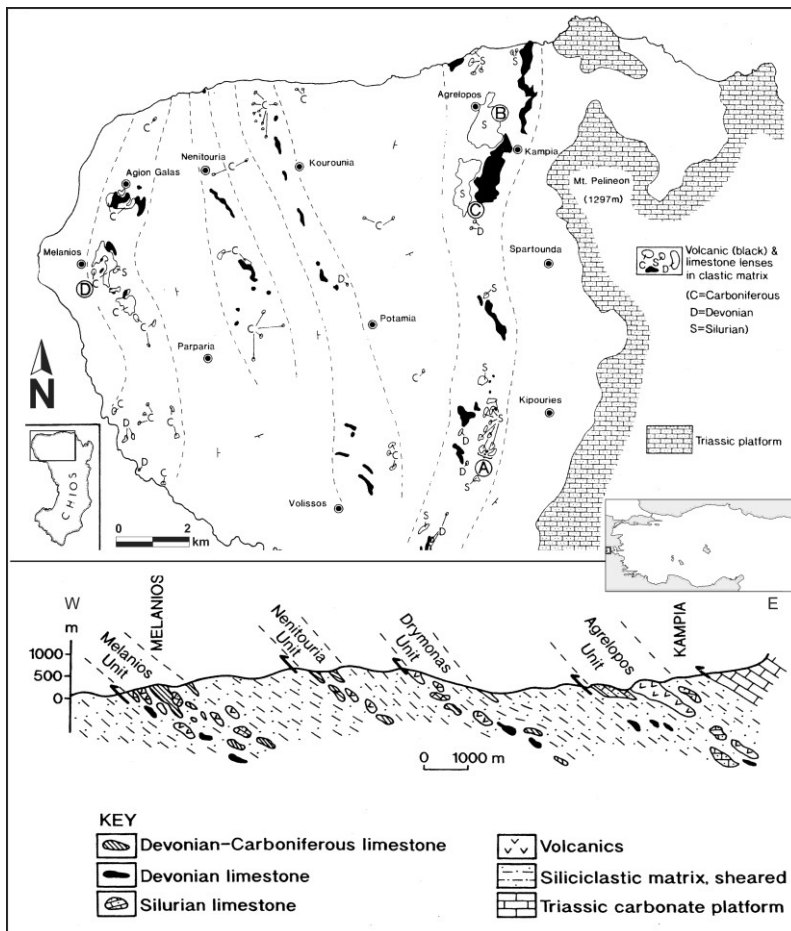 C
S
S
Agrelopos
B
C
C
S
Nenitouria
C
Kourounia
Kampia
Agion Galas
Mt. Pelineon
(1297m)
S
C
C
C
D
Melanios
S
Spartounda
Volcanic (black) &
limestone lenses
in clastic matrix
C
S
D
(C=Carboniferous
D=Devonian
S=Silurian)
D
C
D
S
C
C
Potamia
Parparia
C
S
N
Kipouries
C
D
C
C
S
D
Triassic platform
C
A
D
C
S
CHIOS
Volissos
S
D
0 2
km
W
E
m
1000
500
0
Melanios
Unit
MELANIOS
Nenitouria
Unit
Drymonas
Unit
Agrelopos
Unit
KAMPIA
0 1000 m
KEY
Devonian-Carboniferous limestone
Volcanics
Devonian limestone
Siliciclastic matrix, sheared
Silurian limestone
Triassic carbonate platform